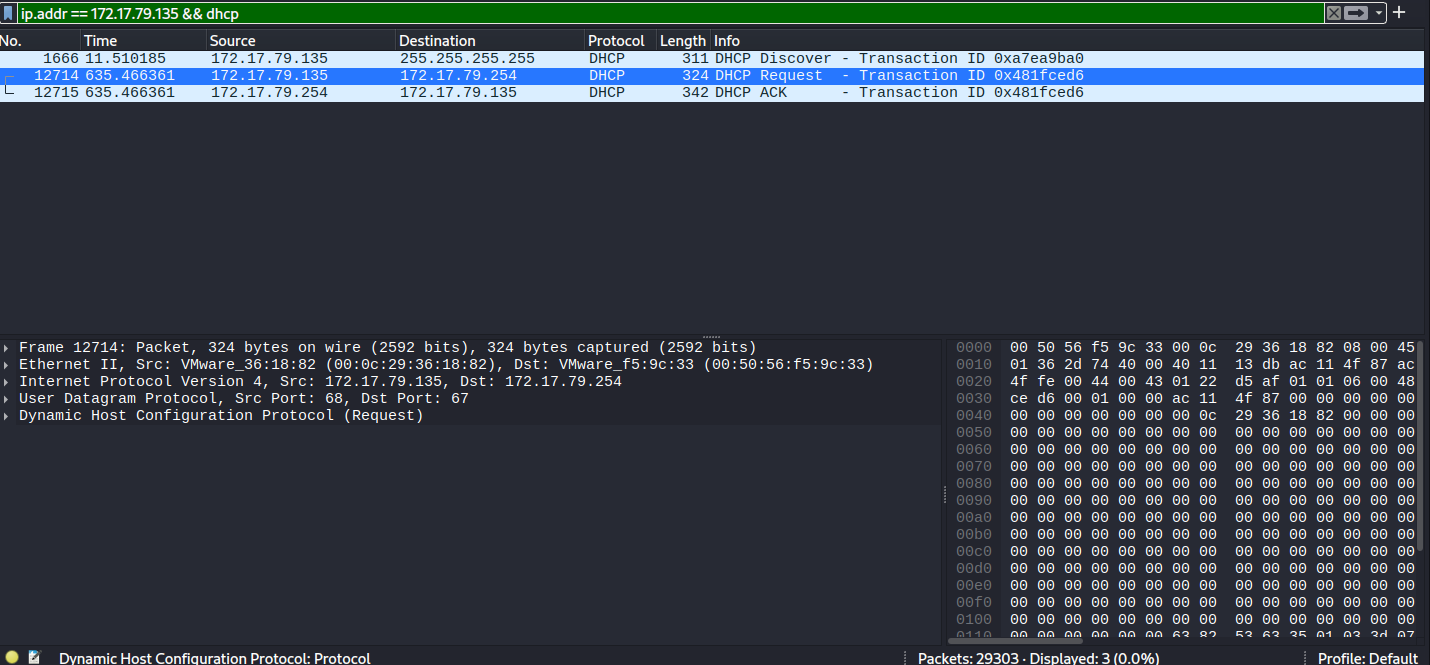 ip.addr == 172.17.79.135 && dhcp
No. Time Source Destination Protocol Length Info
1666 11.510185 172.17.79.135 255.255.255.255 DHCP 311 DHCP Discover - Transaction ID 0xa7ea9ba0
12714 635.466361 172.17.79.135 172.17.79.254 DHCP 324 DHCP Request - Transaction ID 0x481fced6
12715 635.466361 172.17.79.254 172.17.79.135 DHCP 342 DHCP ACK - Transaction ID 0x481fced6
Frame 12714: Packet, 324 bytes on wire (2592 bits), 324 bytes captured (2592 bits)
Ethernet II, Src: VMware_36:18:82 (00:0c:29:36:18:82), Dst: VMware_f5:9c:33 (00:50:56:f5:9c:33)
Internet Protocol Version 4, Src: 172.17.79.135, Dst: 172.17.79.254
User Datagram Protocol, Src Port: 68, Dst Port: 67
Dynamic Host Configuration Protocol (Request)
0000 00 50 56 f5 9c 33 00 0c 29 36 18 82 08 00 45
0010 01 36 2d 74 40 00 40 11 13 db ac 11 4f 87 ac
0020 4f fe 00 44 00 43 01 22 d5 af 01 01 06 00 48
0030 ce d6 00 01 00 00 ac 11 4f 87 00 00 00 00 00
0040 00 00 00 00 00 00 00 0c 29 36 18 82 00 00 00
0050 00 00 00 00 00 00 00 00 00 00 00 00 00 00 00
0060 00 00 00 00 00 00 00 00 00 00 00 00 00 00 00
0070 00 00 00 00 00 00 00 00 00 00 00 00 00 00 00
0080 00 00 00 00 00 00 00 00 00 00 00 00 00 00 00
0090 00 00 00 00 00 00 00 00 00 00 00 00 00 00 00
00a0 00 00 00 00 00 00 00 00 00 00 00 00 00 00 00
00b0 00 00 00 00 00 00 00 00 00 00 00 00 00 00 00
00c0 00 00 00 00 00 00 00 00 00 00 00 00 00 00 00
00d0 00 00 00 00 00 00 00 00 00 00 00 00 00 00 00
00e0 00 00 00 00 00 00 00 00 00 00 00 00 00 00 00
00f0 00 00 00 00 00 00 00 00 00 00 00 00 00 00 00
0100 00 00 00 00 00 00 00 00 00 00 00 00 00 00 00
0110 00 00 00 00 00 00 63 82 53 63 35 01 03 3d 07
Dynamic Host Configuration Protocol: Protocol
Packets: 29303 · Displayed: 3 (0.0%)
Profile: Default